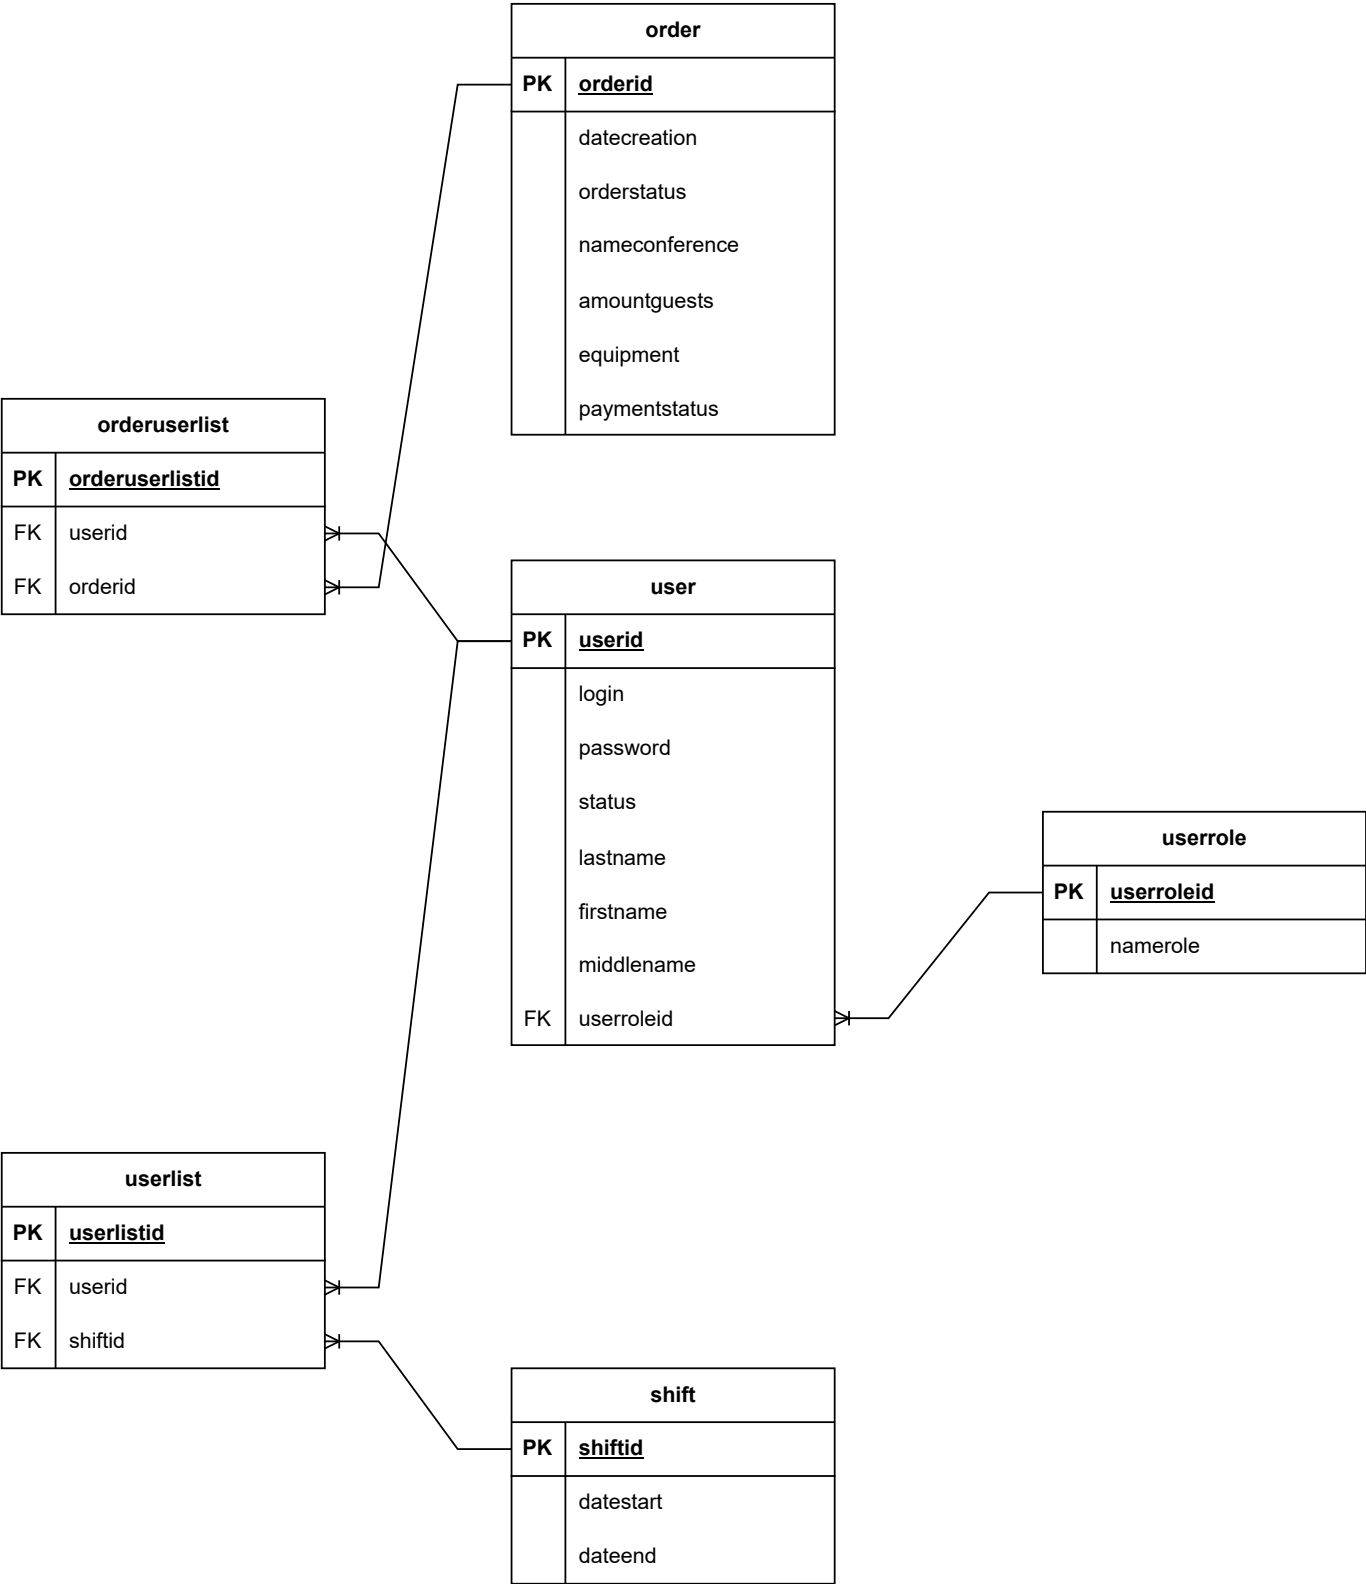 order
PK orderid
datecreation
orderstatus
nameconference
amountguests
equipment
paymentstatus
orderuserlist
PK orderuserlistid
FK userid
FK orderid
user
PK userid
login
password
status
lastname
firstname
middlename
FK userroleid
userrole
PK userroleid
namerole
userlist
PK userlistid
FK userid
FK shiftid
shift
PK shiftid
datestart
dateend